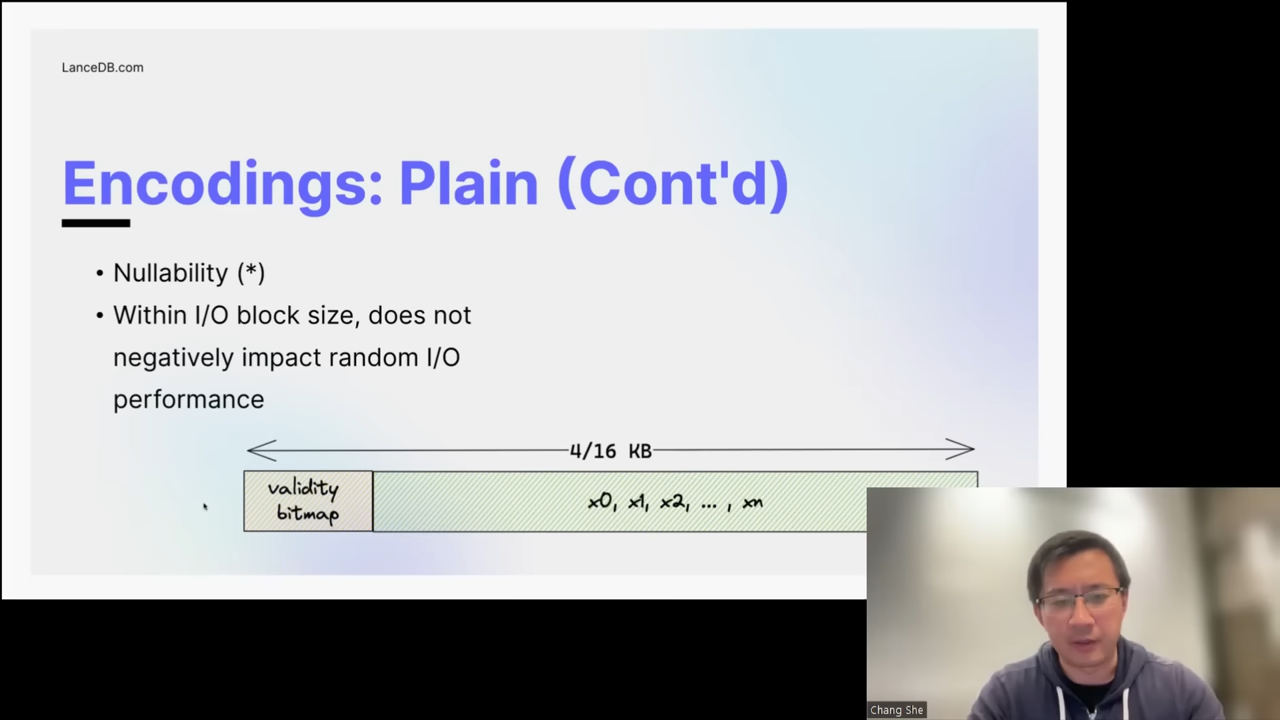 LanceDB.com
Encodings: Plain (Cont'd)
• Nullability (*)
• Within I/O block size, does not
negatively impact random I/O
performance
4/16 KB
validity
bitmap
x0, x1, x2, ... , xn
Chang She